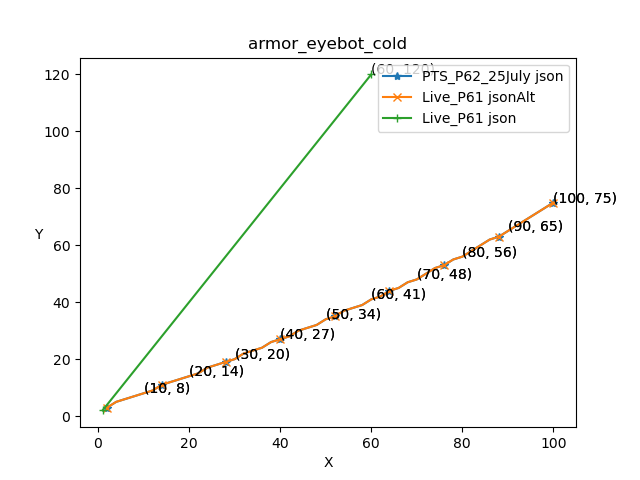 armor_eyebot_cold
(60, 120)
PTS_P62_25July json
Live_P61 jsonAlt
Live_P61 json
120
100
80
60
40
20
0
Y
(100, 75)
(90, 65)
(80, 56)
(70, 48)
(60, 41)
(50, 34)
(40, 27)
(30, 20)
(20, 14)
(10, 8)
0 20 40 60 80 100
X